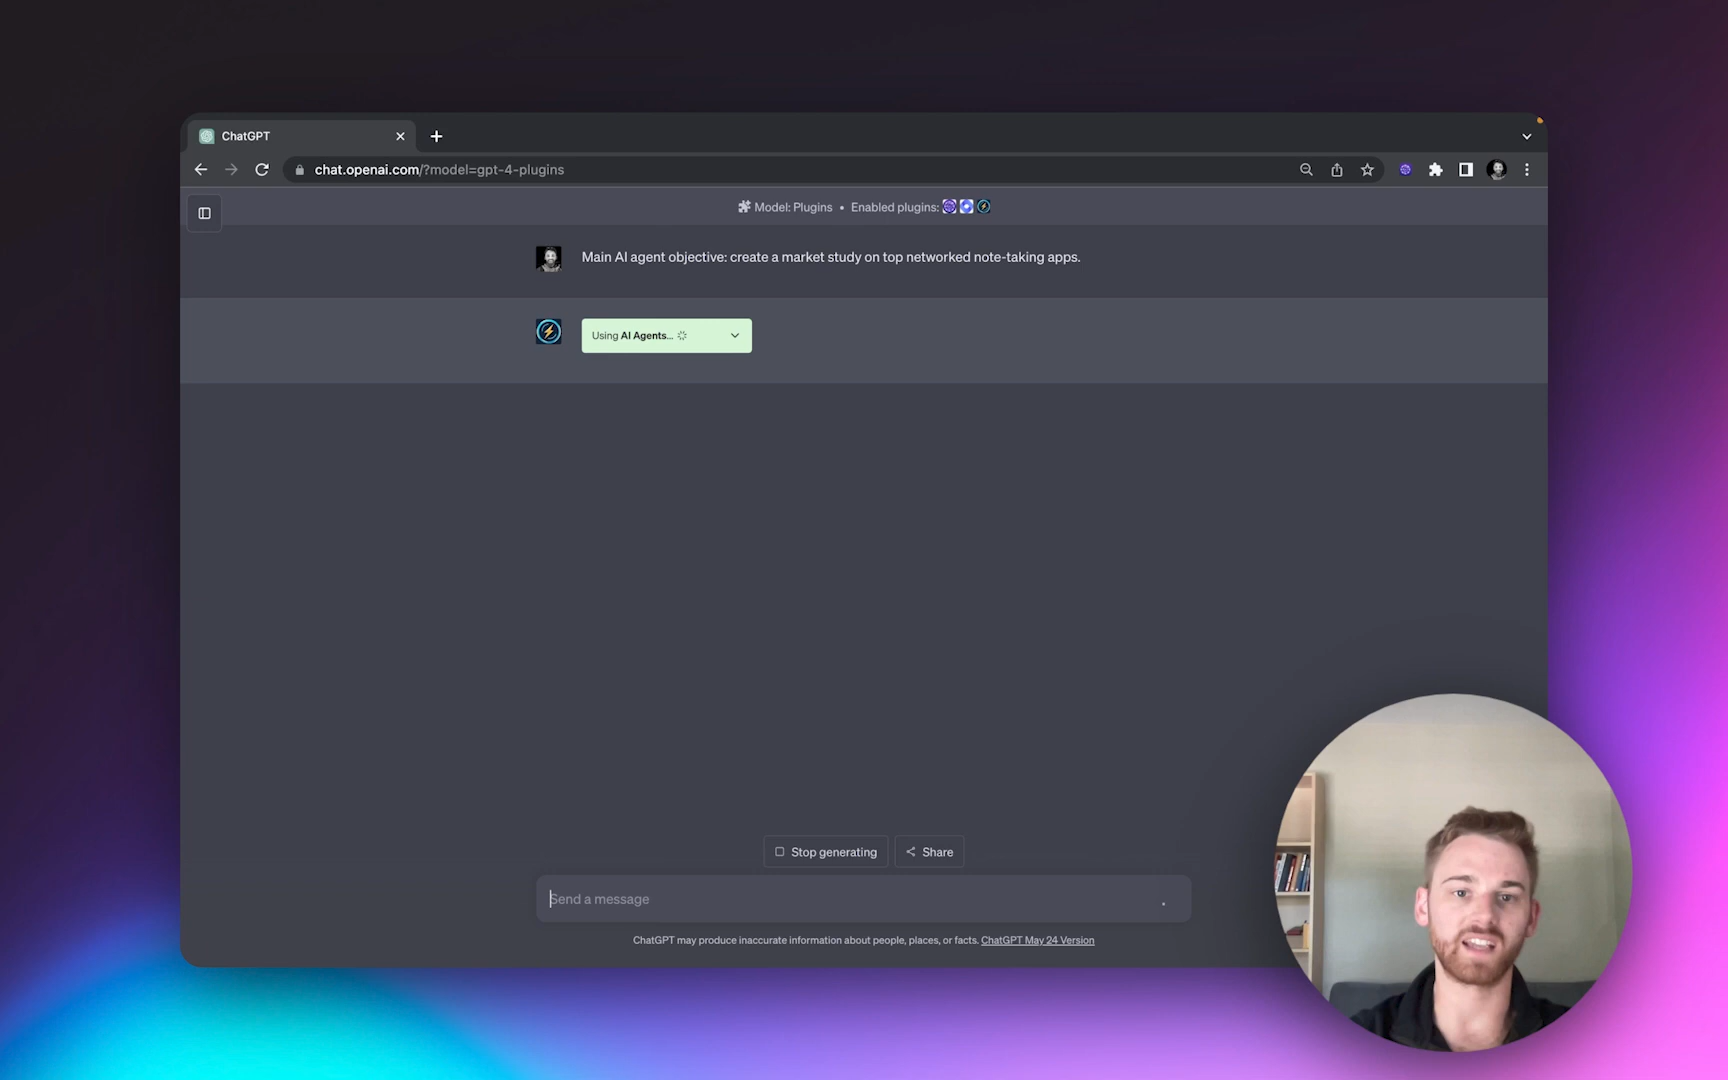 ChatGPT
chat.openai.com/?model=gpt-4-plugins
Model: Plugins • Enabled plugins:
Main AI agent objective: create a market study on top networked note-taking apps.
Using AI Agents...
Stop generating
Share
Send a message
ChatGPT may produce inaccurate information about people, places, or facts. ChatGPT May 24 Version